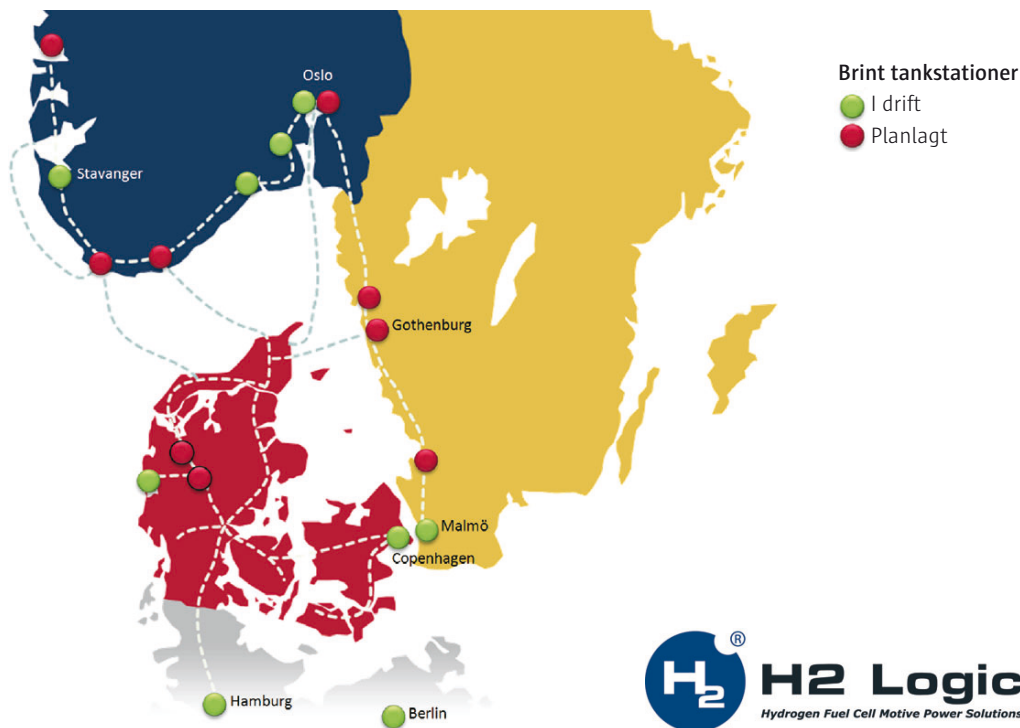 Oslo
Brint tankstationer
I drift
Planlagt
Stavanger
Gothenburg
Malmö
Copenhagen
Hamburg
Berlin
H2 ®
H2 Logic
Hydrogen Fuel Cell Motive Power Solutions